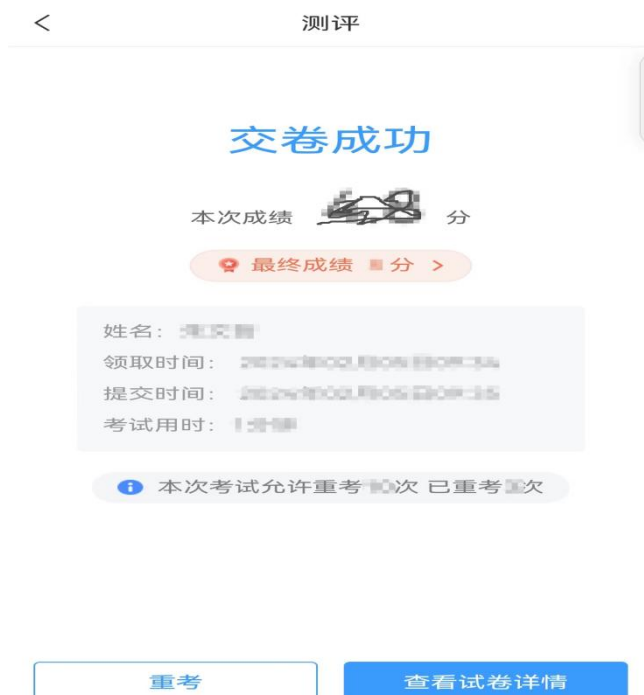 测评
交卷成功
本次成绩 分
最终成绩 分 >
姓名:
领取时间:
提交时间:
考试用时:
本次考试允许重考 次 已重考 次
重考
查看试卷详情